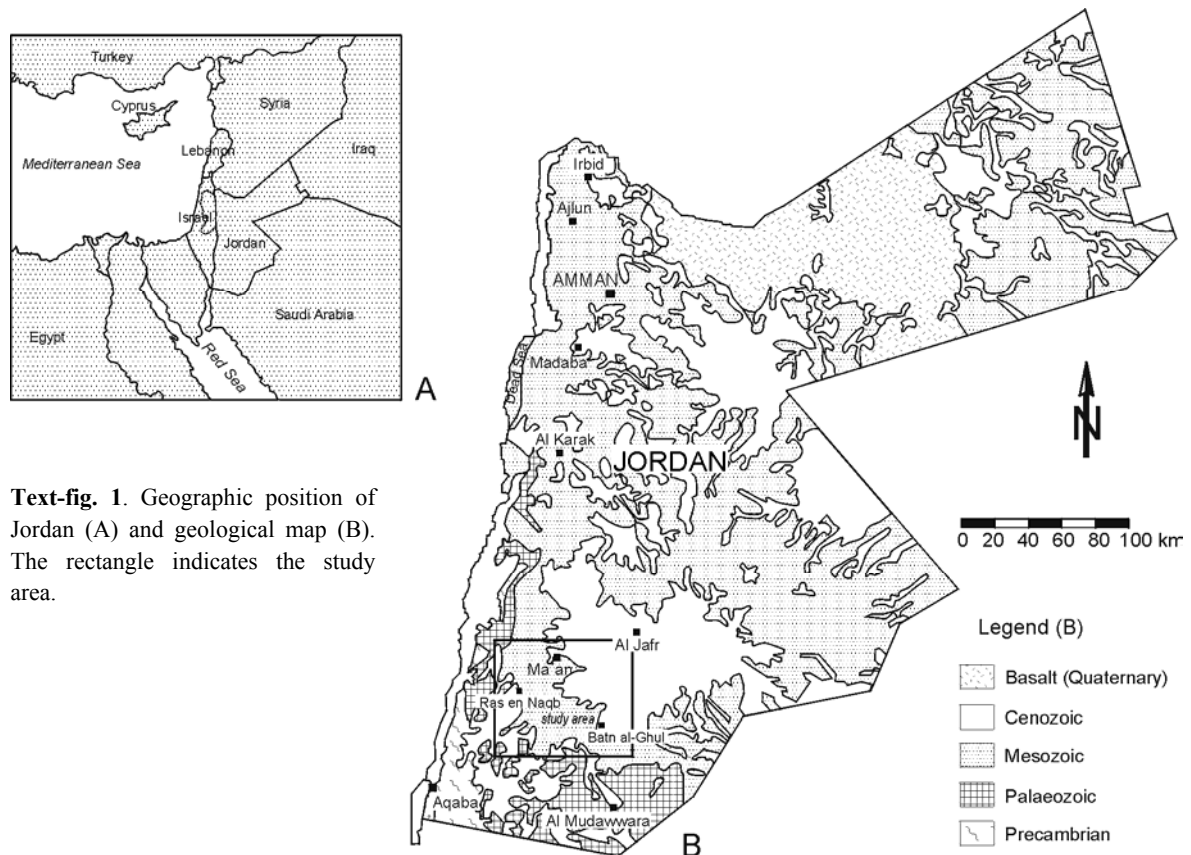 Turkey
Cyprus
Syria
Mediterranean Sea
Lebanon
Iraq
Israel
Jordan
Egypt
Red Sea
Saudi Arabia
A
Text-fig. 1. Geographic position of
Jordan (A) and geological map (B).
The rectangle indicates the study
area.
Irbid
Ajlun
AMMAN
Madaba
Dead Sea
Al Karak
JORDAN
Al Jafr
Ma`an
Ras en Naqb
study area
Batn al-Ghul
Aqaba
Al Mudawwara
B
N
0 20 40 60 80 100 km
Legend (B)
Basalt (Quaternary)
Cenozoic
Mesozoic
Palaeozoic
Precambrian